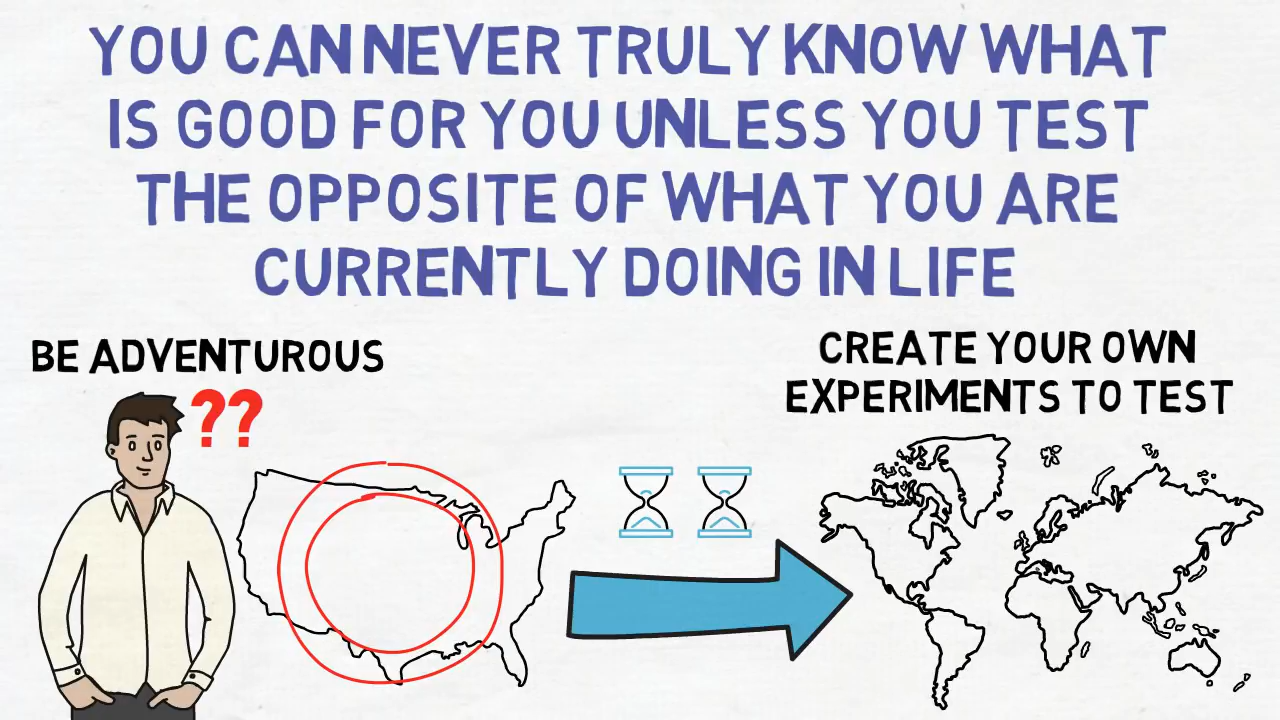 YOU CAN NEVER TRULY KNOW WHAT
IS GOOD FOR YOU UNLESS YOU TEST
THE OPPOSITE OF WHAT YOU ARE
CURRENTLY DOING IN LIFE
BE ADVENTUROUS
??
CREATE YOUR OWN
EXPERIMENTS TO TEST